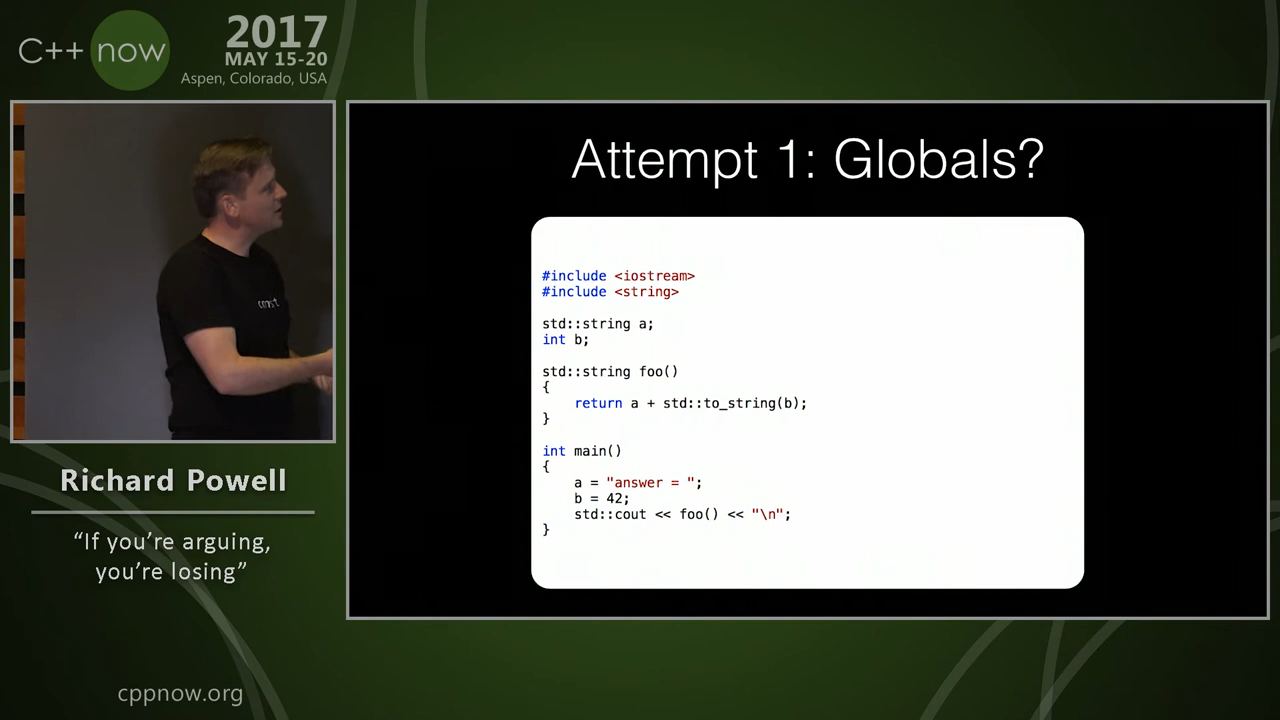 C++ now
2017
MAY 15-20
Aspen, Colorado, USA
const
Richard Powell
“If you’re arguing,
you’re losing”
cppnow.org
Attempt 1: Globals?
#include <iostream>
#include <string>
std::string a;
int b;
std::string foo()
{
return a + std::to_string(b);
}
int main()
{
a = "answer = ";
b = 42;
std::cout << foo() << "\n";
}